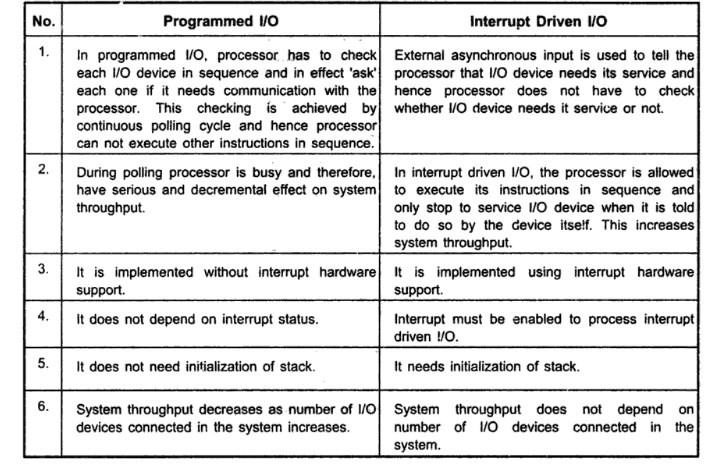 No. Programmed I/O Interrupt Driven I/O
1. In programmed I/O, processor has to check
each I/O device in sequence and in effect 'ask'
each one if it needs communication with the
processor. This checking is achieved by
continuous polling cycle and hence processor
can not execute other instructions in sequence.
External asynchronous input is used to tell the
processor that I/O device needs its service and
hence processor does not have to check
whether I/O device needs it service or not.
2. During polling processor is busy and therefore,
have serious and decremental effect on system
throughput.
In interrupt driven I/O, the processor is allowed
to execute its instructions in sequence and
only stop to service I/O device when it is told
to do so by the device itself. This increases
system throughput.
3. It is implemented without interrupt hardware
support.
It is implemented using interrupt hardware
support.
4. It does not depend on interrupt status.
Interrupt must be enabled to process interrupt
driven I/O.
5. It does not need initialization of stack.
It needs initialization of stack.
6. System throughput decreases as number of I/O
devices connected in the system increases.
System throughput does not depend on
number of I/O devices connected in the
system.